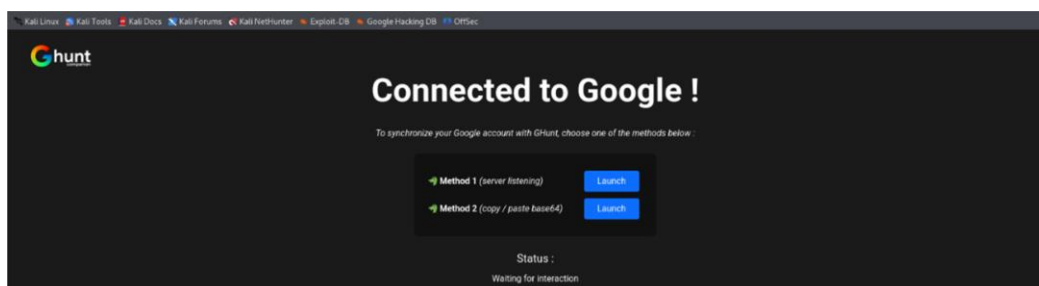 Kali Linux Kali Tools Kali Docs Kali Forums Kali NetHunter Exploit-DB Google Hacking DB OffSec
Ghunt
companion
Connected to Google !
To synchronize your Google account with GHunt, choose one of the methods below :
Method 1 (server listening) Launch
Method 2 (copy / paste base64) Launch
Status :
Waiting for interaction